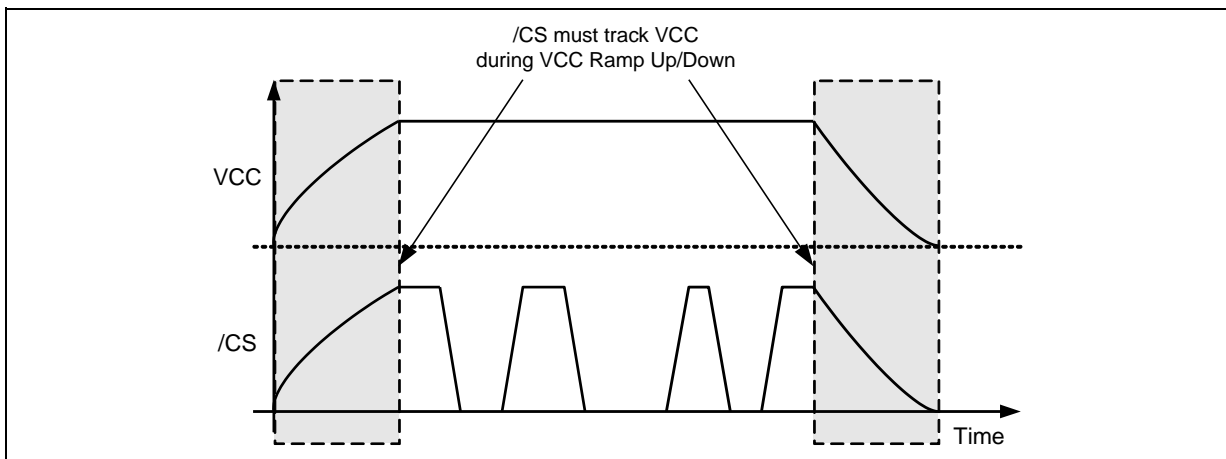 /CS must track VCC
during VCC Ramp Up/Down
VCC
/CS
Time